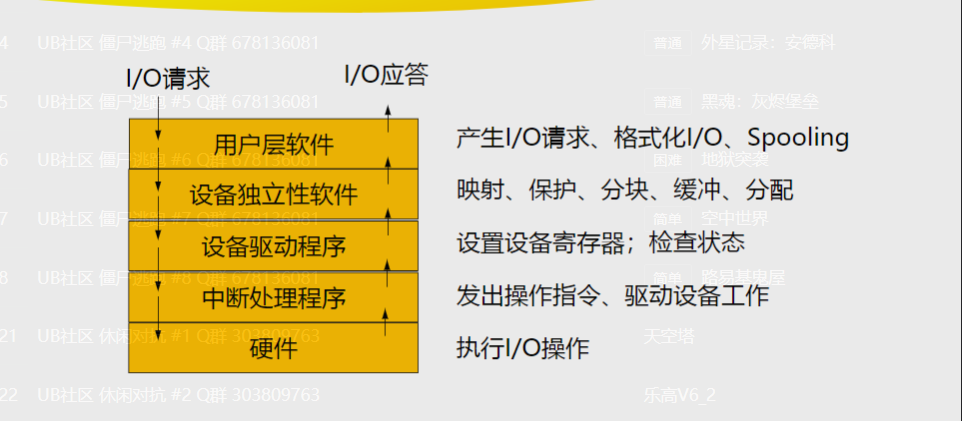 4 UB社区 僵尸逃跑 #4 Q群 678136081 普通 外星记录：安德科
I/O请求 I/O应答
5 UB社区 僵尸逃跑 #5 Q群 678136081 普通 黑魂：灰烬堡垒
用户层软件 产生I/O请求、格式化I/O、Spooling
6 UB社区 僵尸逃跑 #6 Q群 678136081 困难 地狱突袭
设备独立性软件 映射、保护、分块、缓冲、分配
7 UB社区 僵尸逃跑 #7 Q群 678136081 简单 空中世界
设备驱动程序 设置设备寄存器；检查状态
8 UB社区 僵尸逃跑 #8 Q群 678136081 简单 路易基鬼屋
中断处理程序 发出操作指令、驱动设备工作
21 UB社区 休闲对抗 #1 Q群 303809763 天空塔
硬件 执行I/O操作
22 UB社区 休闲对抗 #2 Q群 303809763 乐高V6_2